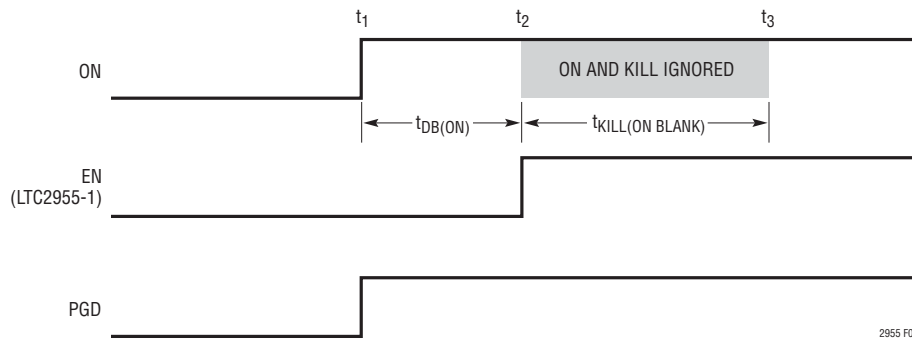 t1 t2 t3
ON
ON AND KILL IGNORED
tDB(ON)
tKILL(ON BLANK)
EN
(LTC2955-1)
PGD
2955 F0